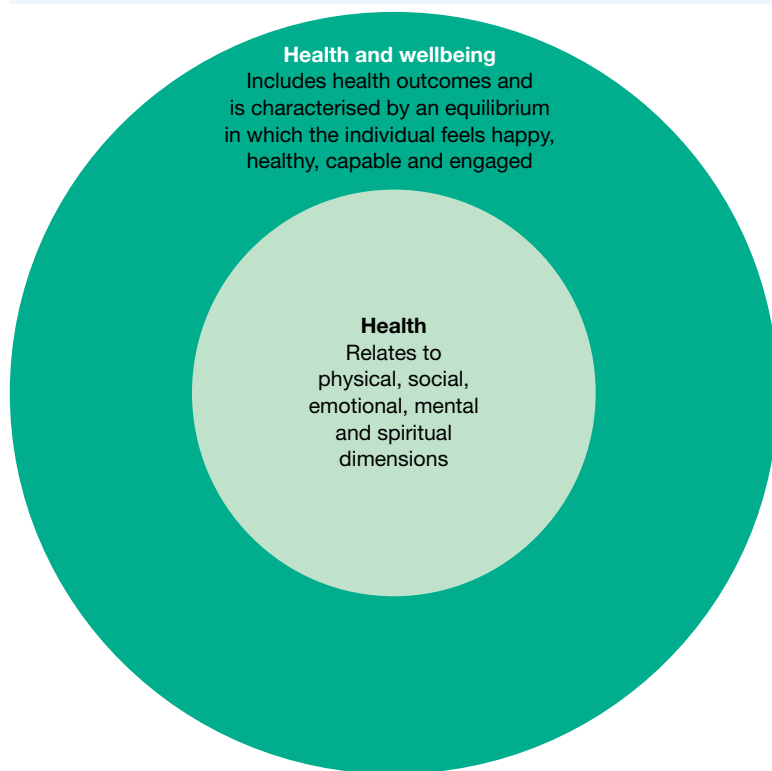 Health and wellbeing
Includes health outcomes and
is characterised by an equilibrium
in which the individual feels happy,
healthy, capable and engaged
Health
Relates to
physical, social,
emotional, mental
and spiritual
dimensions